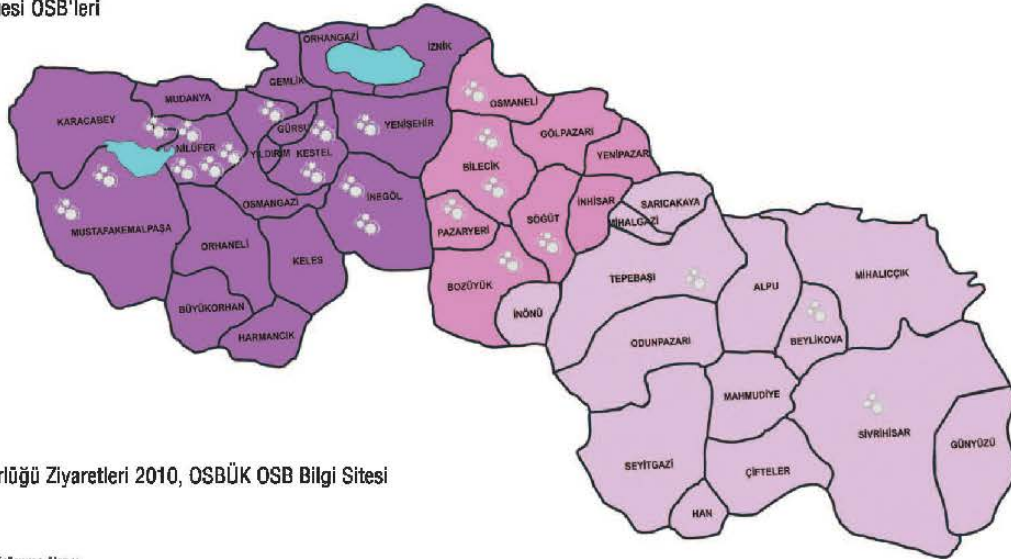 esi OSB'leri
ORHANGAZİ
İZNİK
GEMLİK
MUDANYA
KARACABEY
OSMANELİ
GÜRSU
YENİŞEHİR
GÖLPAZARI
NİLÜFER
YILDIRIM
KESTEL
YENİPAZAR
BİLECİK
İNEGÖL
OSMANGAZİ
İNHİSAR
SARICAKAYA
MİHALGAZİ
SÖĞÜT
MUSTAFAKEMALPAŞA
PAZARYERİ
ORHANELİ
KELES
TEPEBAŞI
ALPU
MİHALIÇÇIK
BOZÜYÜK
İNÖNÜ
BÜYÜKORHAN
HARMANCIK
ODUNPAZARI
BEYLİKOVA
MAHMUDİYE
SİVRİHİSAR
GÜNYÜZÜ
SEYİTGAZİ
ÇİFTELER
HAN
rlüğü Ziyaretleri 2010, OSBÜK OSB Bilgi Sitesi